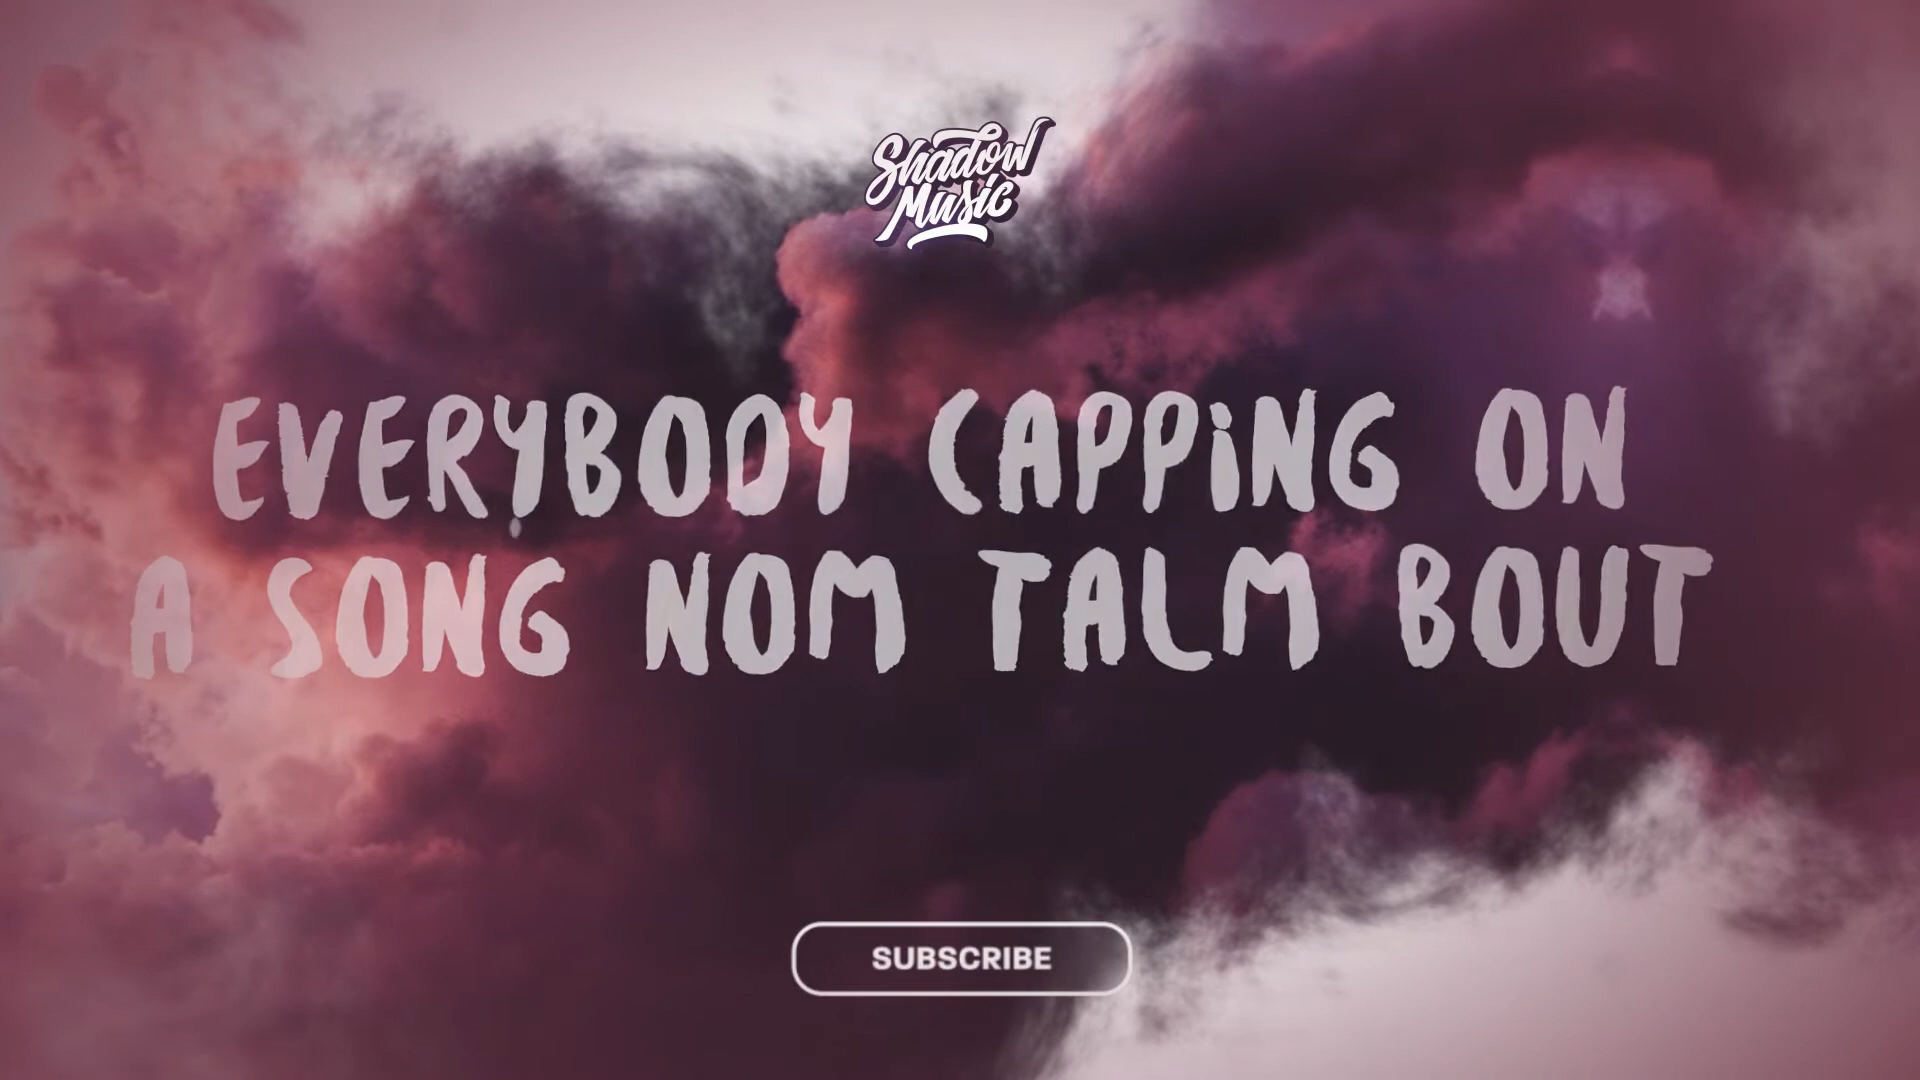 Shadow
Music
EVERYBODY CAPPING ON
A SONG NOM TALM BOUT
SUBSCRIBE